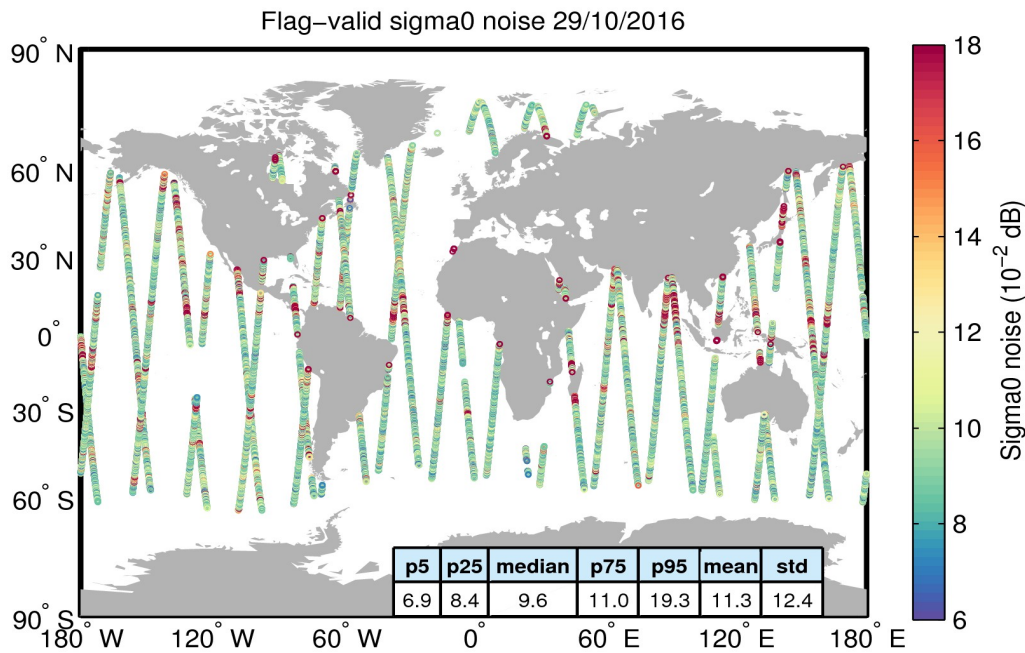 Flag−valid sigma0 noise 29/10/2016
90° N
60° N
30° N
0°
30° S
60° S
90° S
180° W
120° W
60° W
0°
60° E
120° E
180° E
p5 p25 median p75 p95 mean std
6.9 8.4 9.6 11.0 19.3 11.3 12.4
18
16
14
12
10
8
6
Sigma0 noise (10⁻² dB)